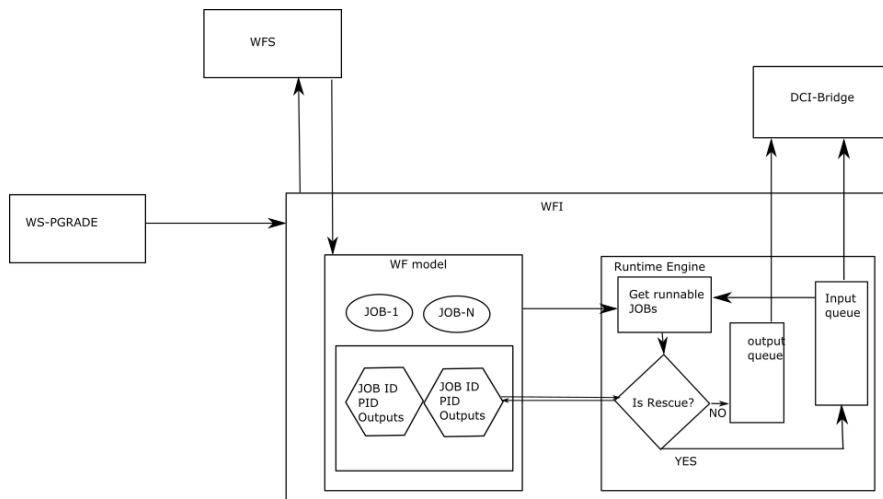 WFS
DCI-Bridge
WS-PGRADE
WFI
WF model
JOB-1
JOB-N
JOB ID
PID
Outputs
JOB ID
PID
Outputs
Runtime Engine
Get runnable
JOBs
Is Rescue?
NO
YES
output
queue
Input
queue